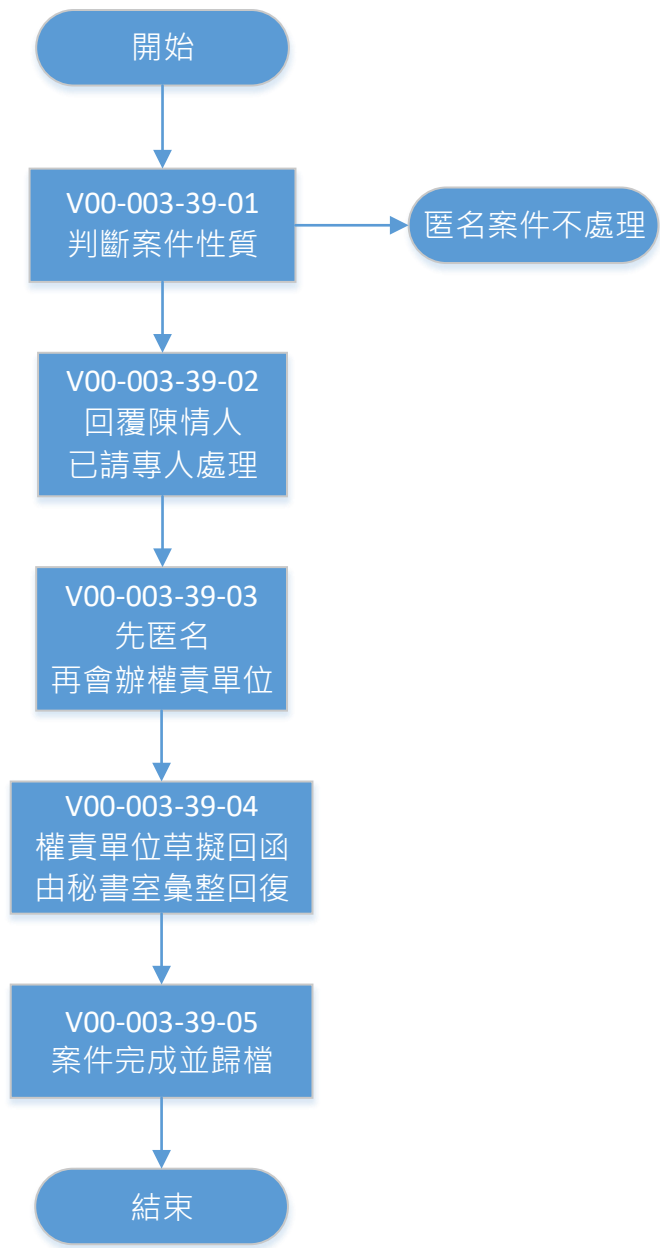 開始
V00-003-39-01
判斷案件性質
匿名案件不處理
V00-003-39-02
回覆陳情人
已請專人處理
V00-003-39-03
先匿名
再會辦權責單位
V00-003-39-04
權責單位草擬回函
由秘書室彙整回復
V00-003-39-05
案件完成並歸檔
結束